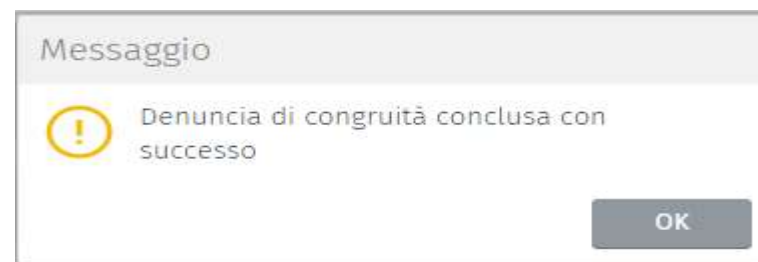 Messaggio
Denuncia di congruità conclusa con
successo
OK